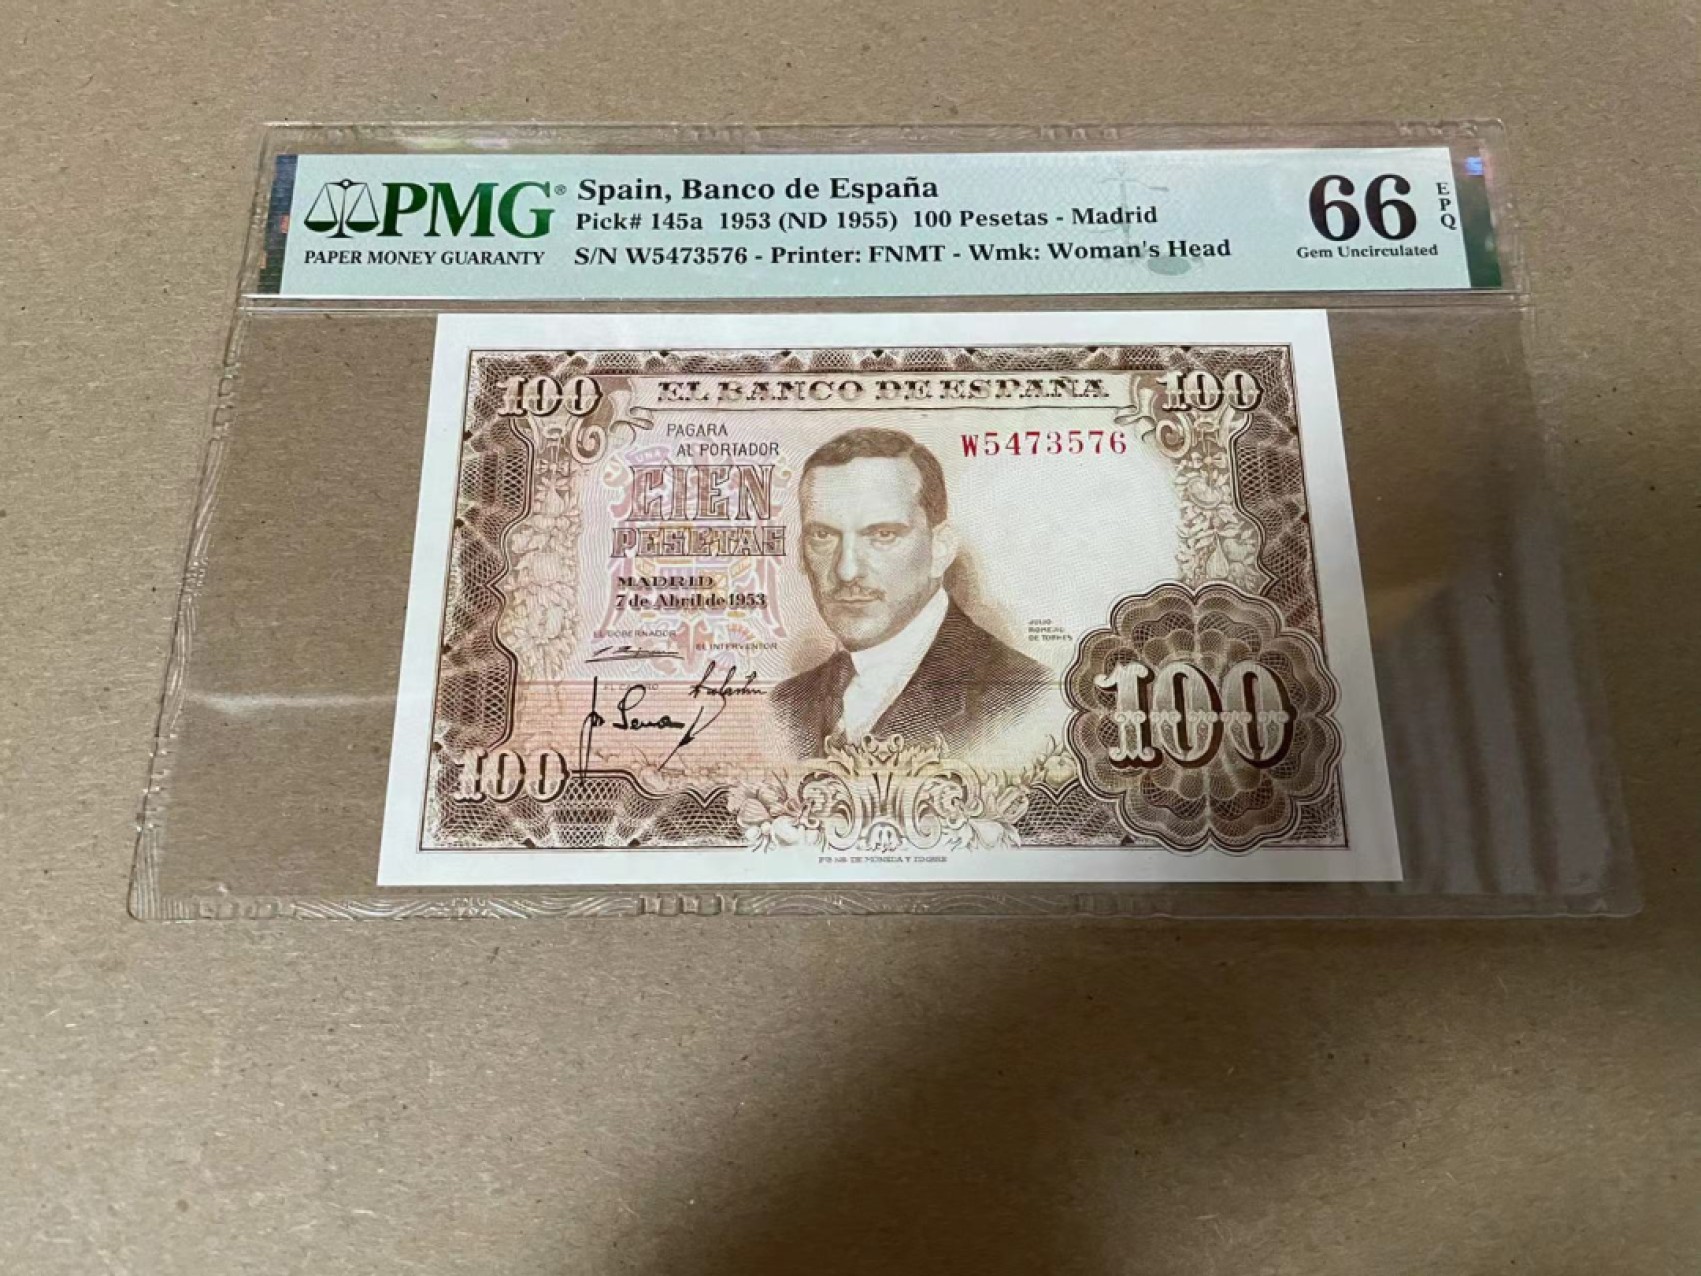 PMG®
PAPER MONEY GUARANTY
Spain, Banco de España
Pick# 145a 1953 (ND 1955) 100 Pesetas - Madrid
S/N W5473576 - Printer: FNMT - Wmk: Woman's Head
66
EPQ
Gem Uncirculated
100
EL BANCO DE ESPAÑA
100
PAGARA
AL PORTADOR
W5473576
CIEN
PESETAS
MADRID
7 de Abril de 1953
EL GOBERNADOR
EL INTERVENTOR
JULIO
ROMERO
DE TORRES
100
100